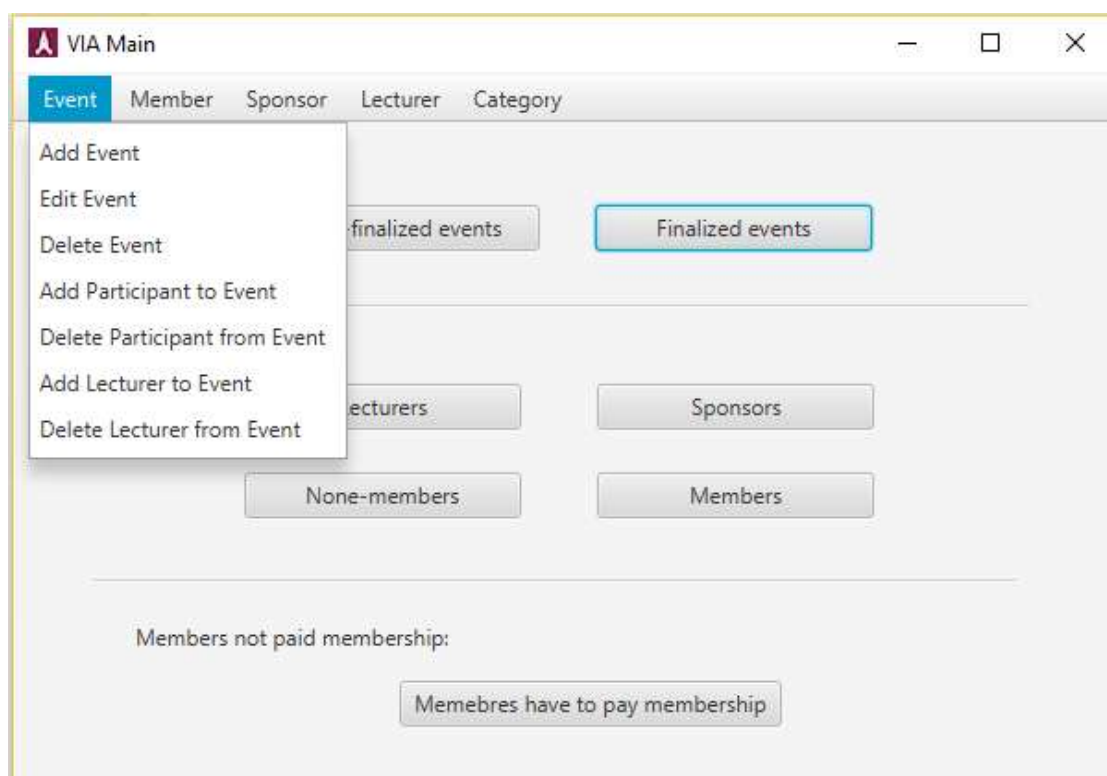 VIA Main
Event Member Sponsor Lecturer Category
Add Event
Edit Event
Delete Event
Add Participant to Event
Delete Participant from Event
Add Lecturer to Event
Delete Lecturer from Event
finalized events Finalized events
ecturers Sponsors
None-members Members
Members not paid membership:
Memebres have to pay membership